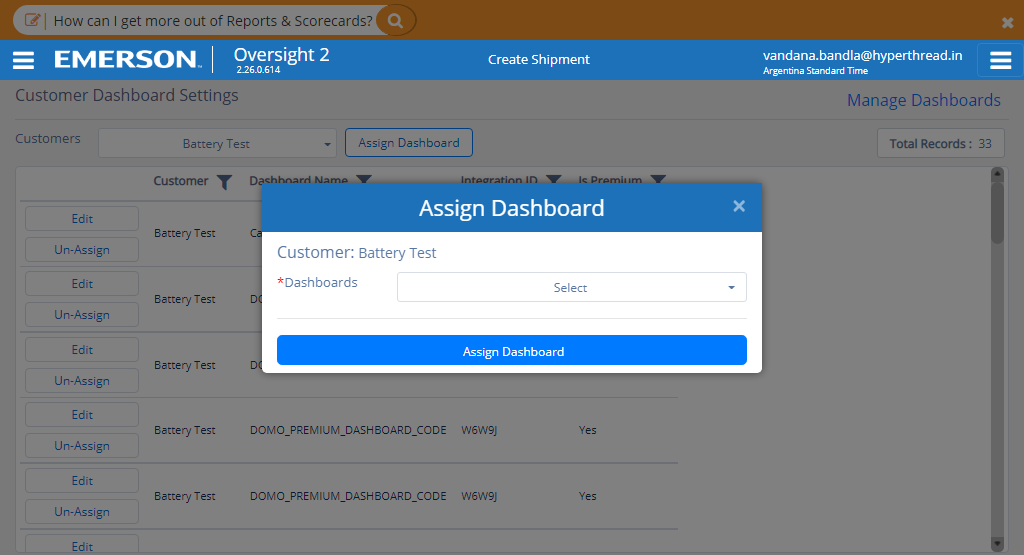 How can I get more out of Reports & Scorecards?
EMERSON
Oversight 2
2.26.0.614
Create Shipment
vandana.bandla@hyperthread.in
Argentina Standard Time
Customer Dashboard Settings
Manage Dashboards
Customers
Battery Test
Assign Dashboard
Total Records : 33
Customer
Dashboard Name
Integration ID
Is Premium
Edit
Un-Assign
Battery Test
Edit
Un-Assign
Battery Test
Edit
Un-Assign
Battery Test
Edit
Un-Assign
Battery Test
DOMO_PREMIUM_DASHBOARD_CODE
W6W9J
Yes
Edit
Un-Assign
Battery Test
DOMO_PREMIUM_DASHBOARD_CODE
W6W9J
Yes
Edit
Assign Dashboard
×
Customer: Battery Test
*Dashboards
Select
Assign Dashboard